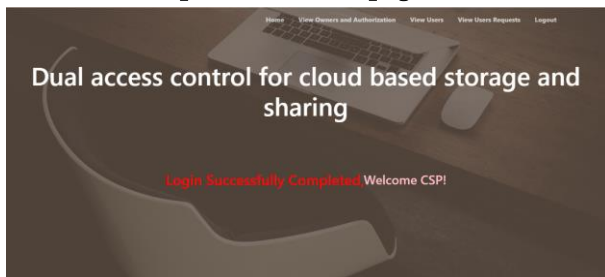 Home View Owners and Authorization View Users View Users Requests Logout
Dual access control for cloud based storage and
sharing
Login Successfully Completed,Welcome CSP!